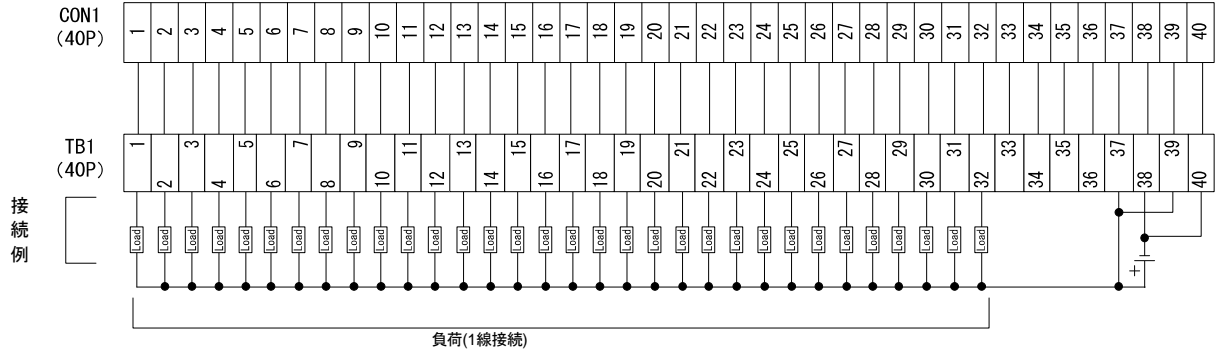 CON1
(40P)
1 2 3 4 5 6 7 8 9 10 11 12 13 14 15 16 17 18 19 20 21 22 23 24 25 26 27 28 29 30 31 32 33 34 35 36 37 38 39 40
TB1
(40P)
1 2 3 4 5 6 7 8 9 10 11 12 13 14 15 16 17 18 19 20 21 22 23 24 25 26 27 28 29 30 31 32 33 34 35 36 37 38 39 40
接続例
Load Load Load Load Load Load Load Load Load Load Load Load Load Load Load Load Load Load Load Load Load Load Load Load Load Load Load Load Load Load Load Load
+
負荷(1線接続)